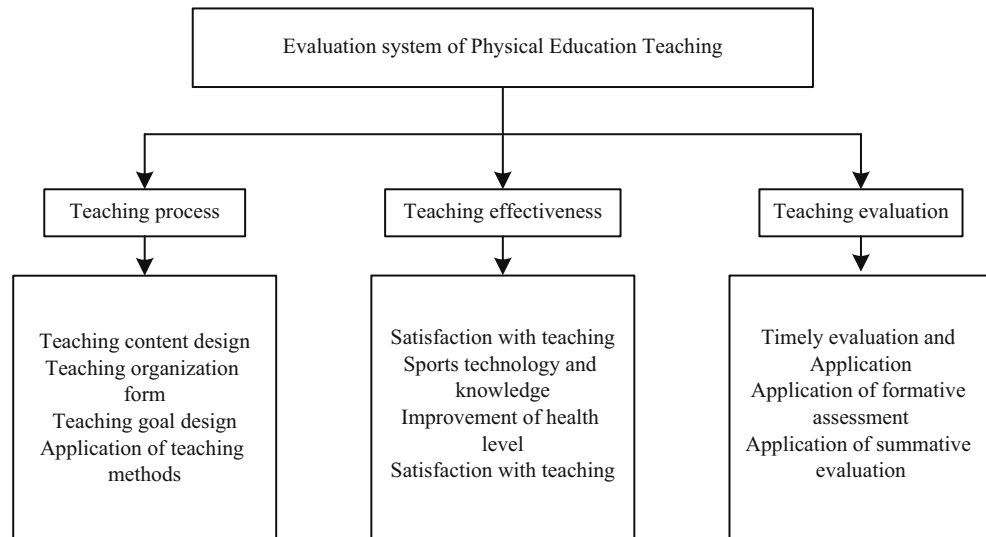 Evaluation system of Physical Education Teaching
Teaching process
Teaching effectiveness
Teaching evaluation
Teaching content design
Teaching organization
form
Teaching goal design
Application of teaching
methods
Satisfaction with teaching
Sports technology and
knowledge
Improvement of health
level
Satisfaction with teaching
Timely evaluation and
Application
Application of formative
assessment
Application of summative
evaluation